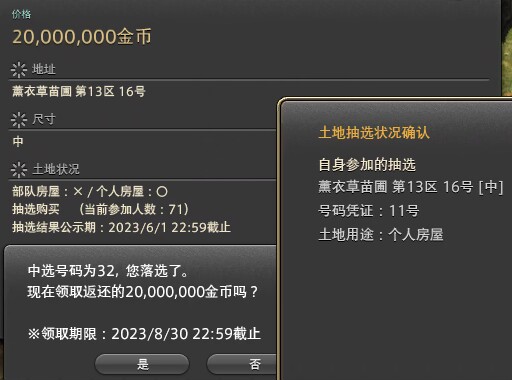 价格
20,000,000金币
地址
薰衣草苗圃 第13区 16号
尺寸
中
土地状况
部队房屋：× / 个人房屋：〇
抽选购买 （当前参加人数：71）
抽选结果公示期：2023/6/1 22:59截止
中选号码为32, 您落选了。
现在领取返还的20,000,000金币吗？
※领取期限：2023/8/30 22:59截止
是
否
土地抽选状况确认
自身参加的抽选
薰衣草苗圃 第13区 16号 [中]
号码凭证：11号
土地用途：个人房屋